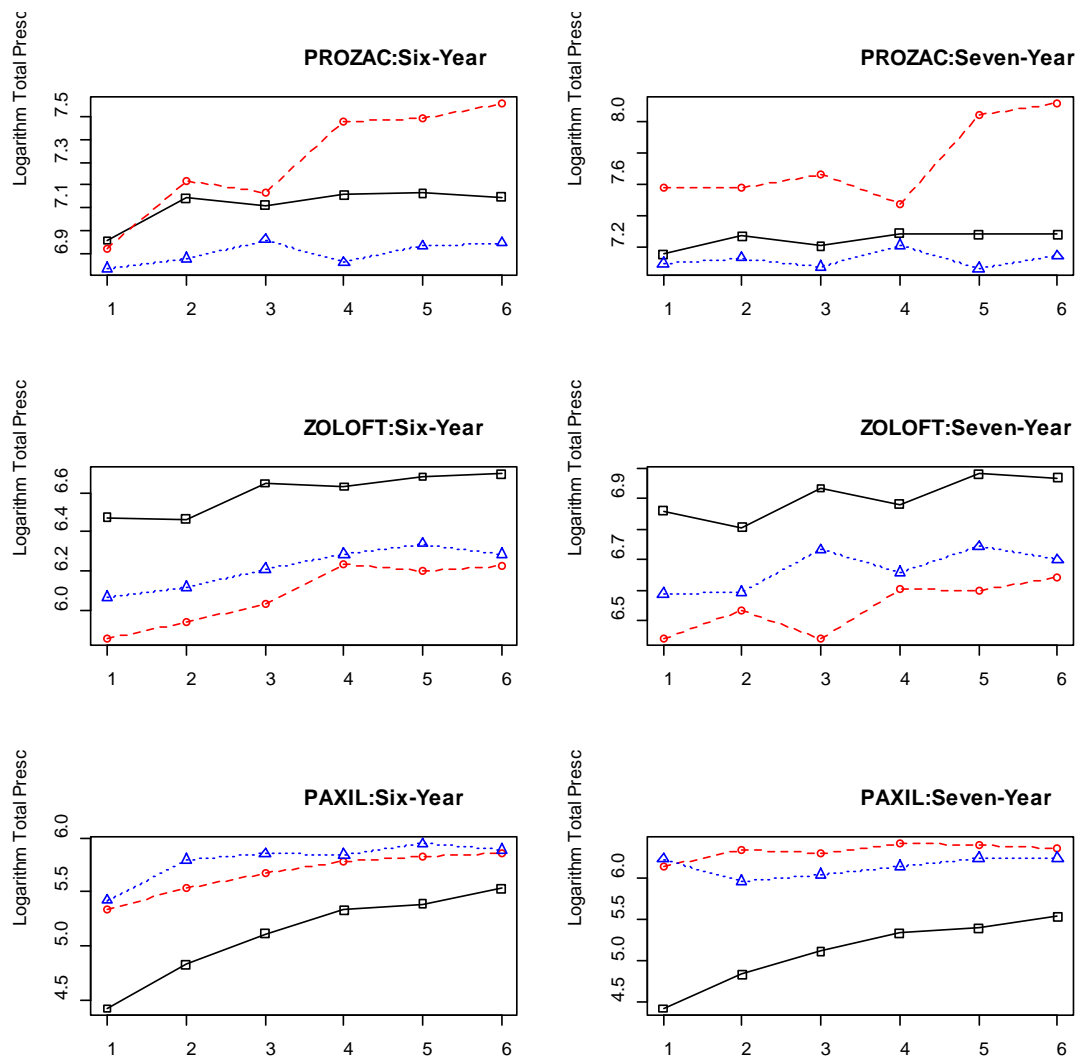 PROZAC:Six-Year
Logarithm Total Presc
7.5
7.3
7.1
6.9
1 2 3 4 5 6
PROZAC:Seven-Year
Logarithm Total Presc
8.0
7.6
7.2
1 2 3 4 5 6
ZOLOFT:Six-Year
Logarithm Total Presc
6.6
6.4
6.2
6.0
1 2 3 4 5 6
ZOLOFT:Seven-Year
Logarithm Total Presc
6.9
6.7
6.5
1 2 3 4 5 6
PAXIL:Six-Year
Logarithm Total Presc
6.0
5.5
5.0
4.5
1 2 3 4 5 6
PAXIL:Seven-Year
Logarithm Total Presc
6.0
5.5
5.0
4.5
1 2 3 4 5 6